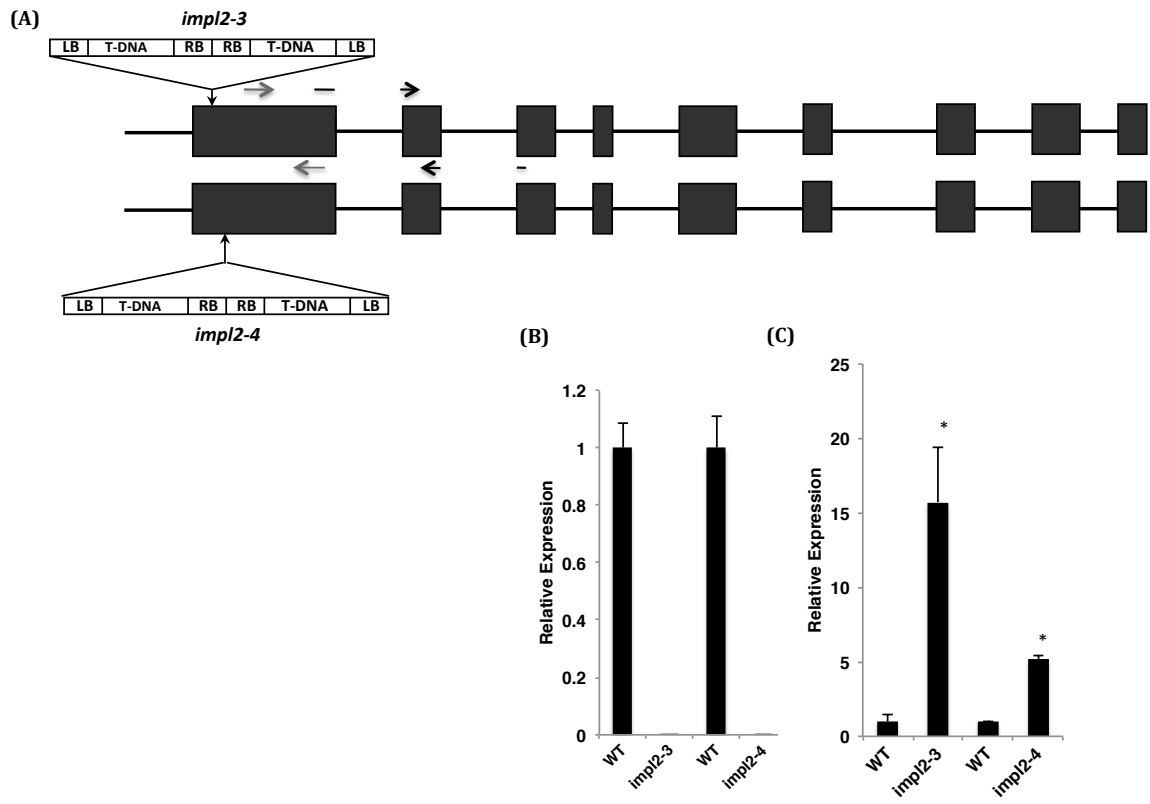 (A)
impl2-3
LB T-DNA RB RB T-DNA LB
LB T-DNA RB RB T-DNA LB
impl2-4
(B)
Relative Expression
1.2
1
0.8
0.6
0.4
0.2
0
WT impl2-3 WT impl2-4
(C)
Relative Expression
25
20
15
10
5
0
*
*
WT impl2-3 WT impl2-4